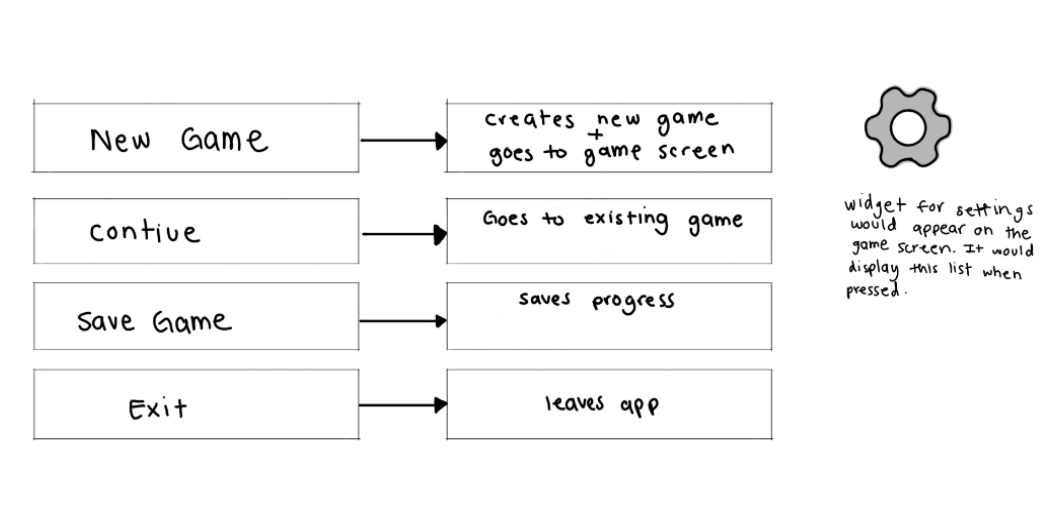 New Game
creates new game
+
goes to game screen
contiue
Goes to existing game
Save Game
saves progress
Exit
leaves app
widget for settings
would appear on the
game screen. It would
display this list when
pressed.